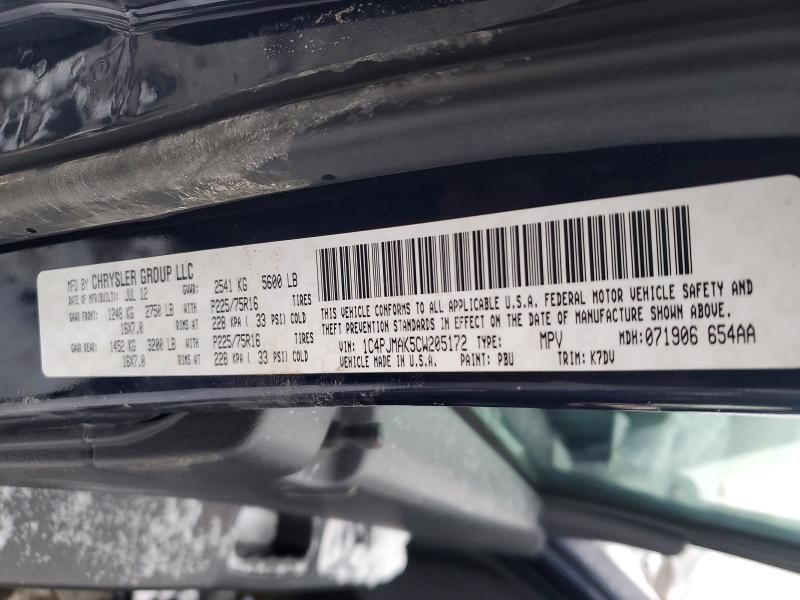 MFD BY CHRYSLER GROUP LLC
DATE OF MFR(BUILT): JUL 12 GVWR: 2541 KG 5600 LB
GAWR FRONT: 1248 KG 2750 LB WITH P225/75R16 TIRES
16X7.0 RIMS AT 228 KPA ( 33 PSI) COLD
GAWR REAR: 1452 KG 3200 LB WITH P225/75R16 TIRES
16X7.0 RIMS AT 228 KPA ( 33 PSI) COLD
THIS VEHICLE CONFORMS TO ALL APPLICABLE U.S.A. FEDERAL MOTOR VEHICLE SAFETY AND
THEFT PREVENTION STANDARDS IN EFFECT ON THE DATE OF MANUFACTURE SHOWN ABOVE.
VIN: 1C4PJMAK5CW205172 TYPE: MPV MDH:071906 654AA
VEHICLE MADE IN U.S.A. PAINT: PBU TRIM: K7DV